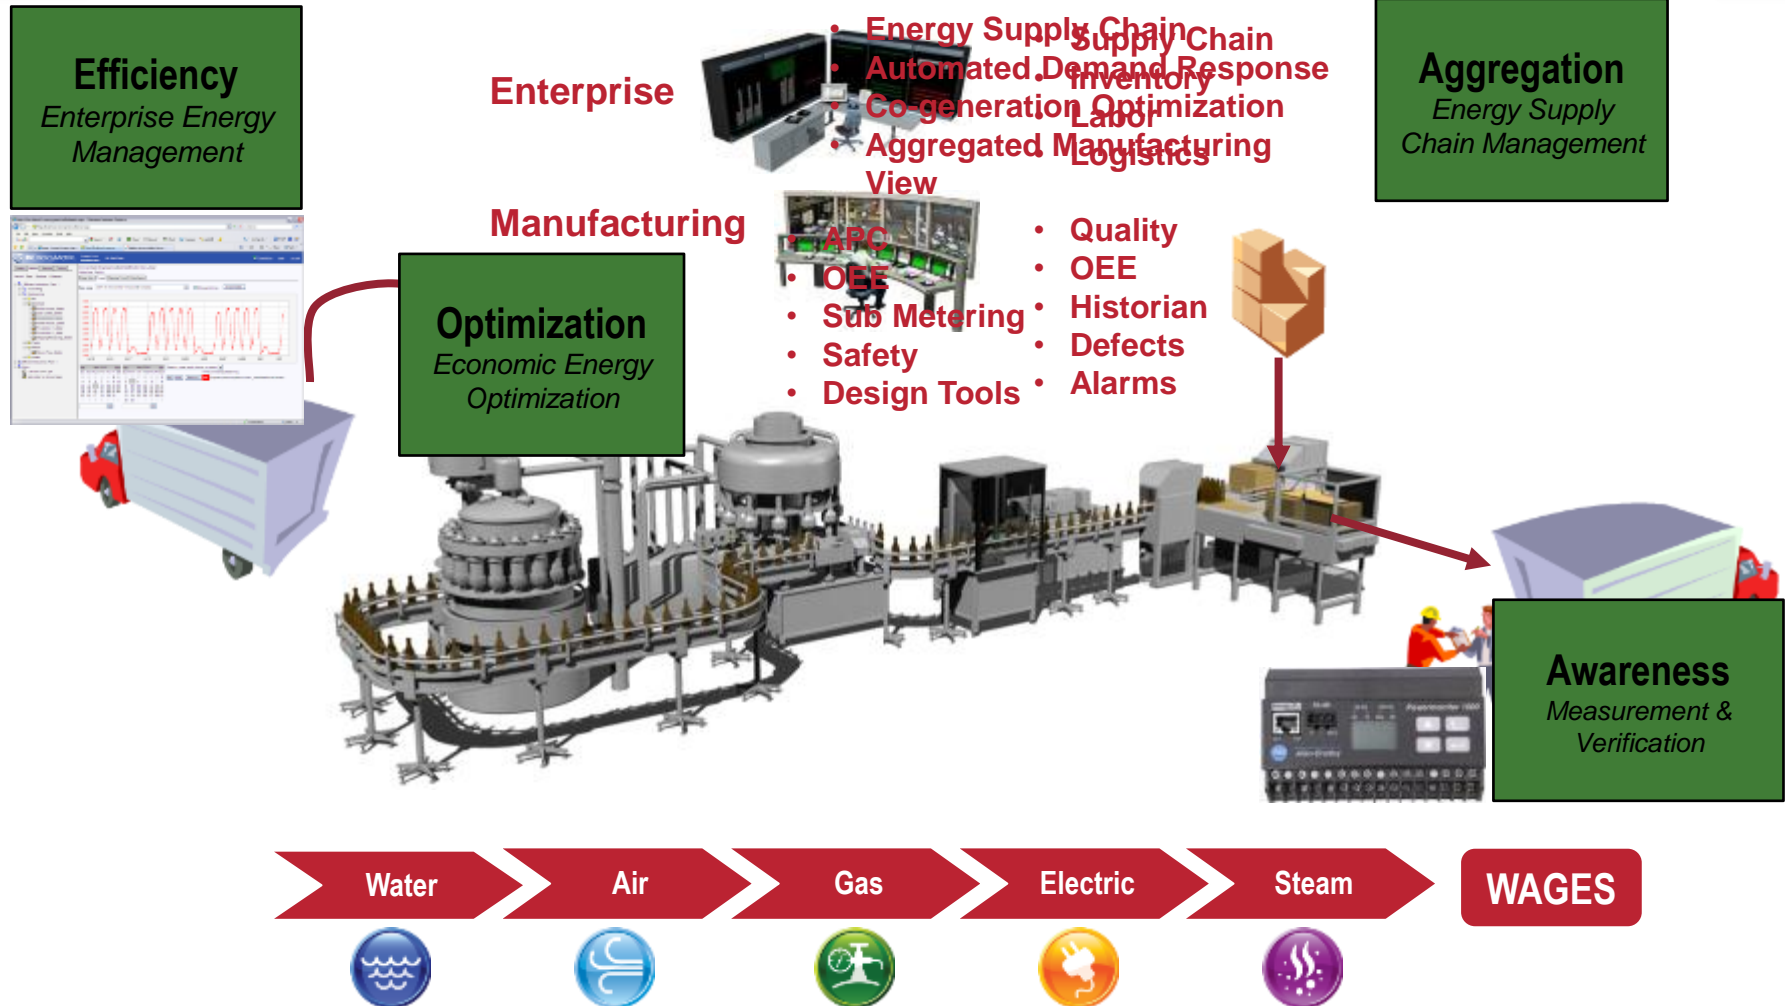 Efficiency
Enterprise Energy
Management
Enterprise
Energy Supply Chain
Automated Demand Response
Co-generation Optimization
Aggregated Manufacturing
View
Supply Chain
Inventory
Labor
Logistics
Aggregation
Energy Supply
Chain Management
Manufacturing
APC
OEE
Sub Metering
Safety
Design Tools
Quality
OEE
Historian
Defects
Alarms
Optimization
Economic Energy
Optimization
Awareness
Measurement &
Verification
Powermonitor 1000
Water
Air
Gas
Electric
Steam
WAGES